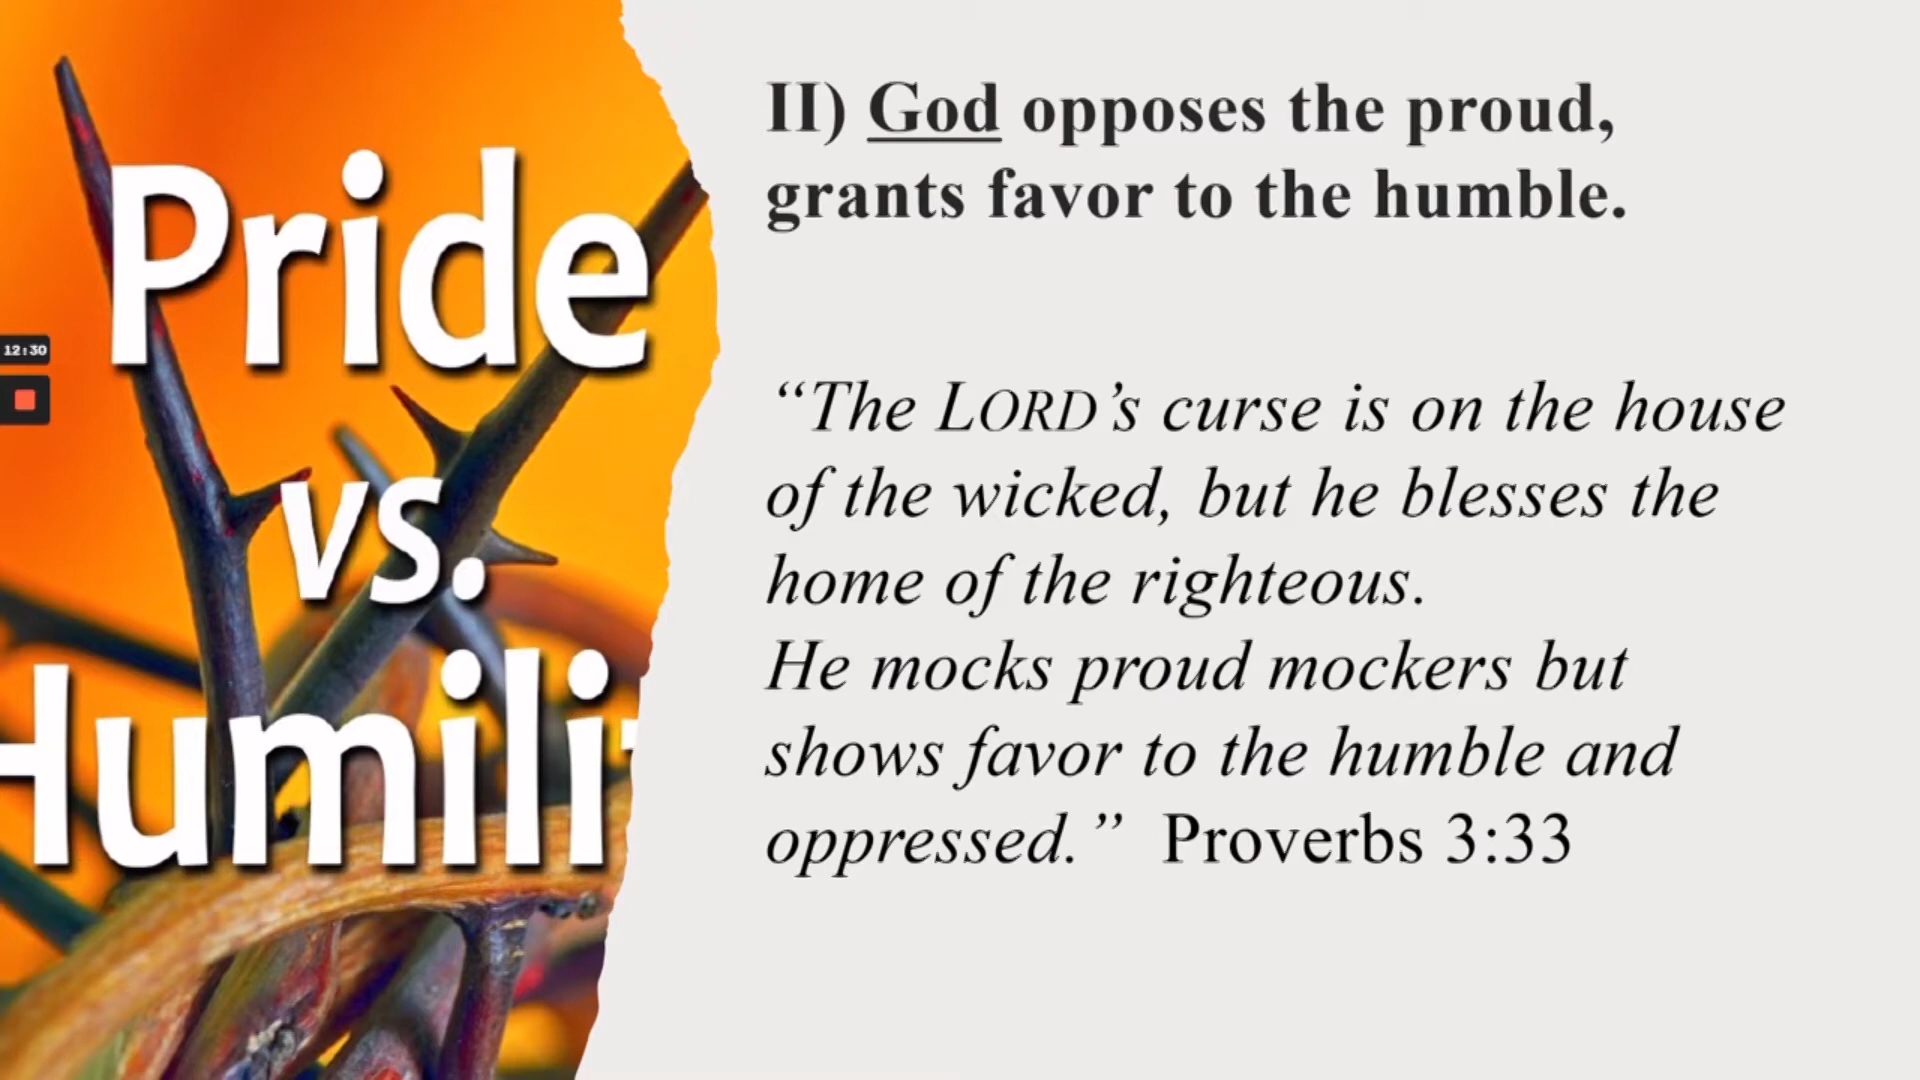 Pride
vs.
Humili
12:30
II) God opposes the proud,
grants favor to the humble.
“The LORD’s curse is on the house
of the wicked, but he blesses the
home of the righteous.
He mocks proud mockers but
shows favor to the humble and
oppressed.” Proverbs 3:33